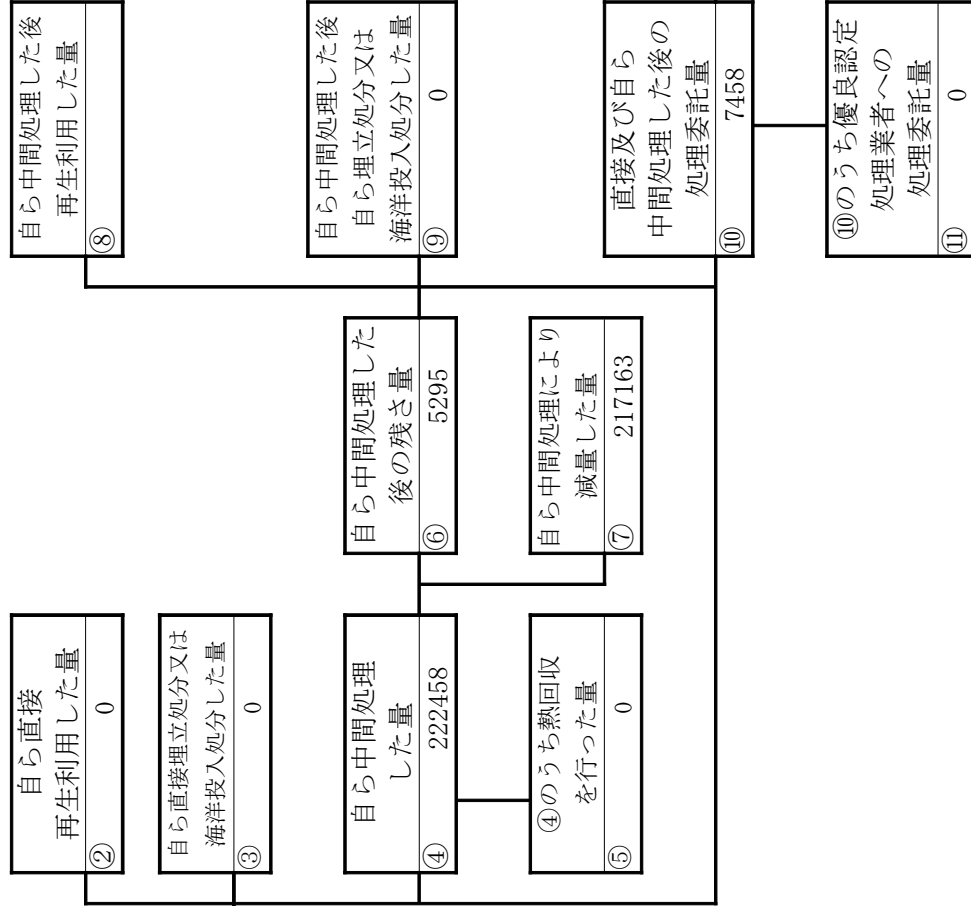 自ら直接
再生利用した量
②
0
自ら直接埋立処分又は
海洋投入処分した量
③
0
自ら中間処理
した量
④
222458
④のうち熱回収
を行った量
⑤
0
自ら中間処理した
後の残さ量
⑥
5295
自ら中間処理により
減量した量
⑦
217163
自ら中間処理した後
再生利用した量
⑧
自ら中間処理した後
自ら埋立処分又は
海洋投入処分した量
⑨
0
直接及び自ら
中間処理した後の
処理委託量
⑩
7458
⑩のうち優良認定
処理業者への
処理委託量
⑪
0